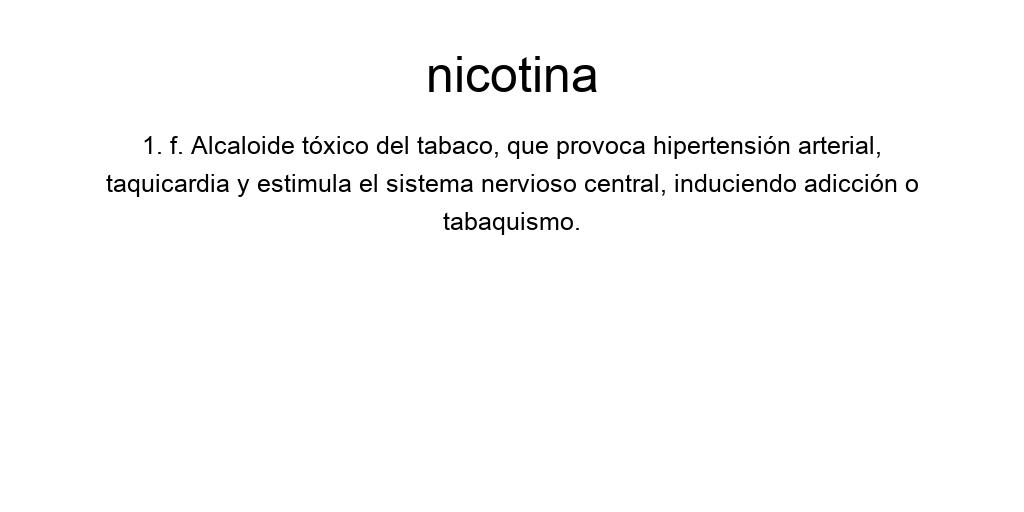 nicotina
1. f. Alcaloide tóxico del tabaco, que provoca hipertensión arterial,
taquicardia y estimula el sistema nervioso central, induciendo adicción o
tabaquismo.